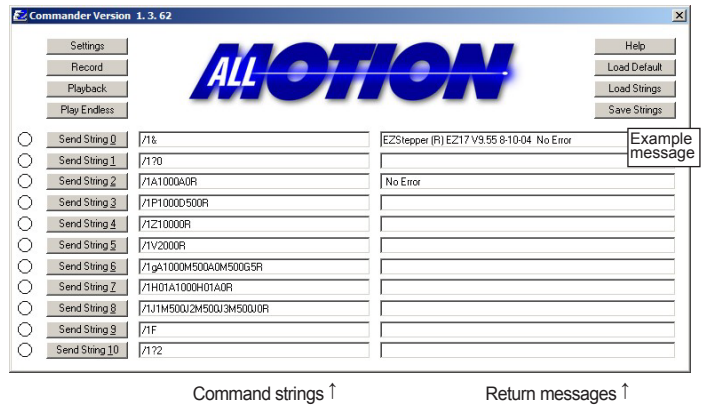 EZ Commander Version 1. 3. 62
Settings
Record
Playback
Play Endless
ALL MOTION
Help
Load Default
Load Strings
Save Strings
Send String 0 /1& EZStepper (R) EZ17 V9.55 8-10-04 No Error
Example message
Send String 1 /1?0
Send String 2 /1A1000A0R No Error
Send String 3 /1P1000D500R
Send String 4 /1Z10000R
Send String 5 /1V2000R
Send String 6 /1gA1000M500A0M500G5R
Send String 7 /1H01A1000H01A0R
Send String 8 /1J1M500J2M500J3M500J0R
Send String 9 /1F
Send String 10 /1?2
Command strings ↑ Return messages ↑